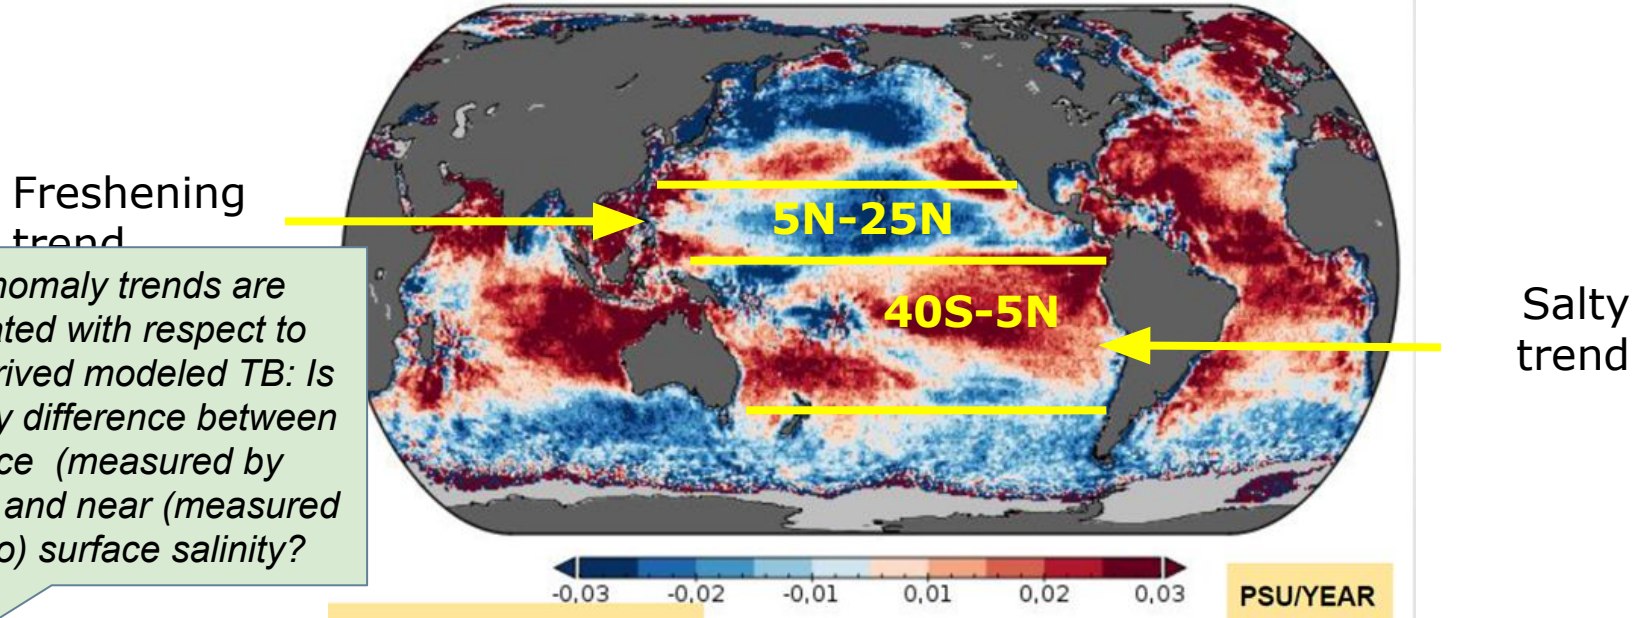 Freshening
trend
5N-25N
40S-5N
Salty
trend
nomaly trends are
ated with respect to
rived modeled TB: Is
y difference between
ce (measured by
and near (measured
o) surface salinity?
-0,03 -0,02 -0,01 0,01 0,02 0,03
PSU/YEAR